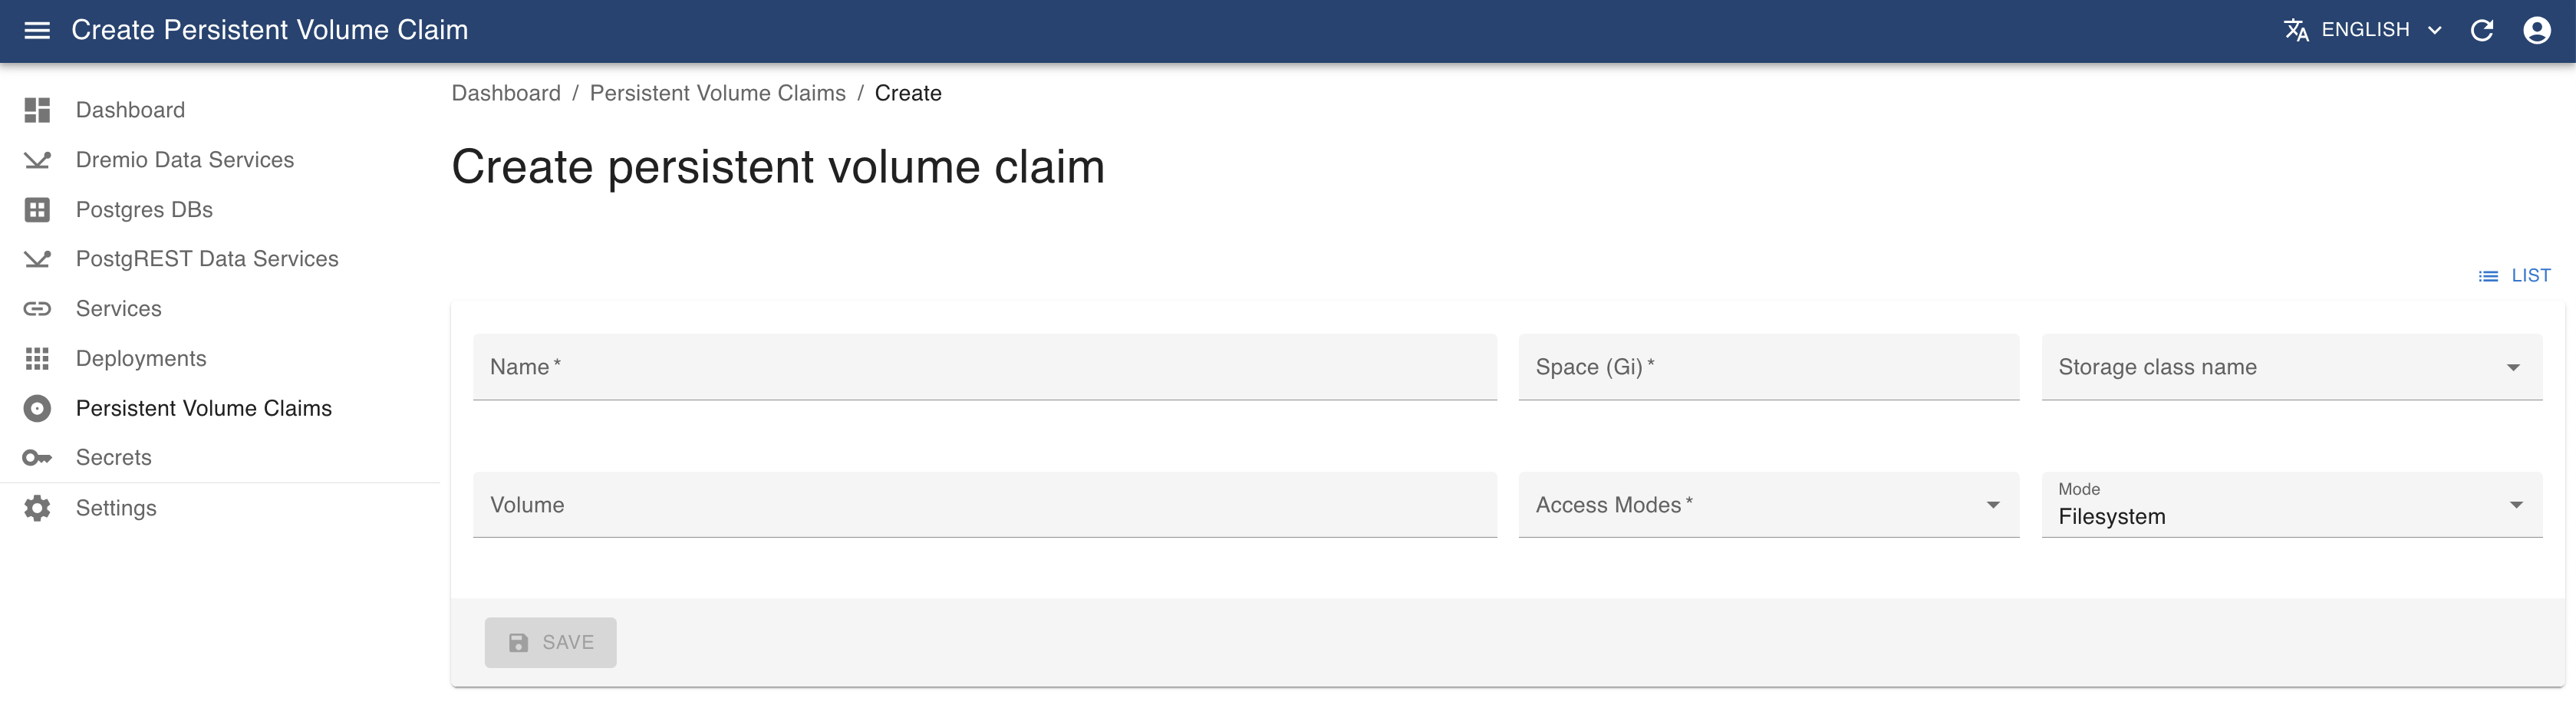 Create Persistent Volume Claim
ENGLISH
Dashboard
Dremio Data Services
Postgres DBs
PostgREST Data Services
Services
Deployments
Persistent Volume Claims
Secrets
Settings
Dashboard / Persistent Volume Claims / Create
Create persistent volume claim
LIST
Name *
Space (Gi) *
Storage class name
Volume
Access Modes *
Mode
Filesystem
SAVE